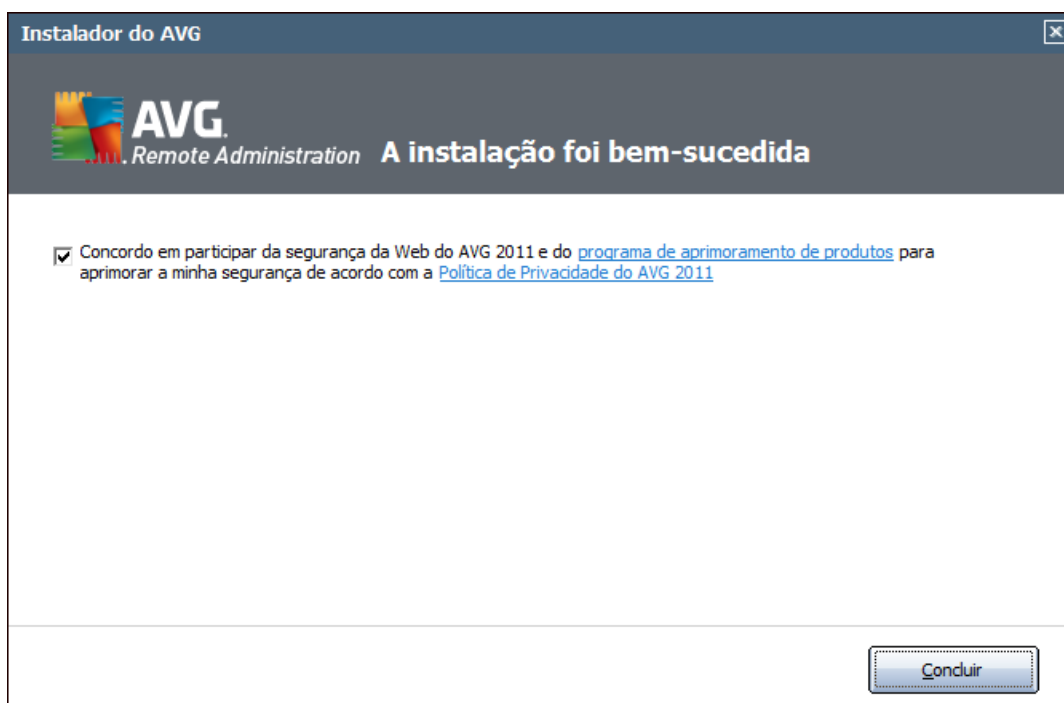 Instalador do AVG
AVG.
Remote Administration
A instalação foi bem-sucedida
Concordo em participar da segurança da Web do AVG 2011 e do programa de aprimoramento de produtos para
aprimorar a minha segurança de acordo com a Política de Privacidade do AVG 2011
Concluir